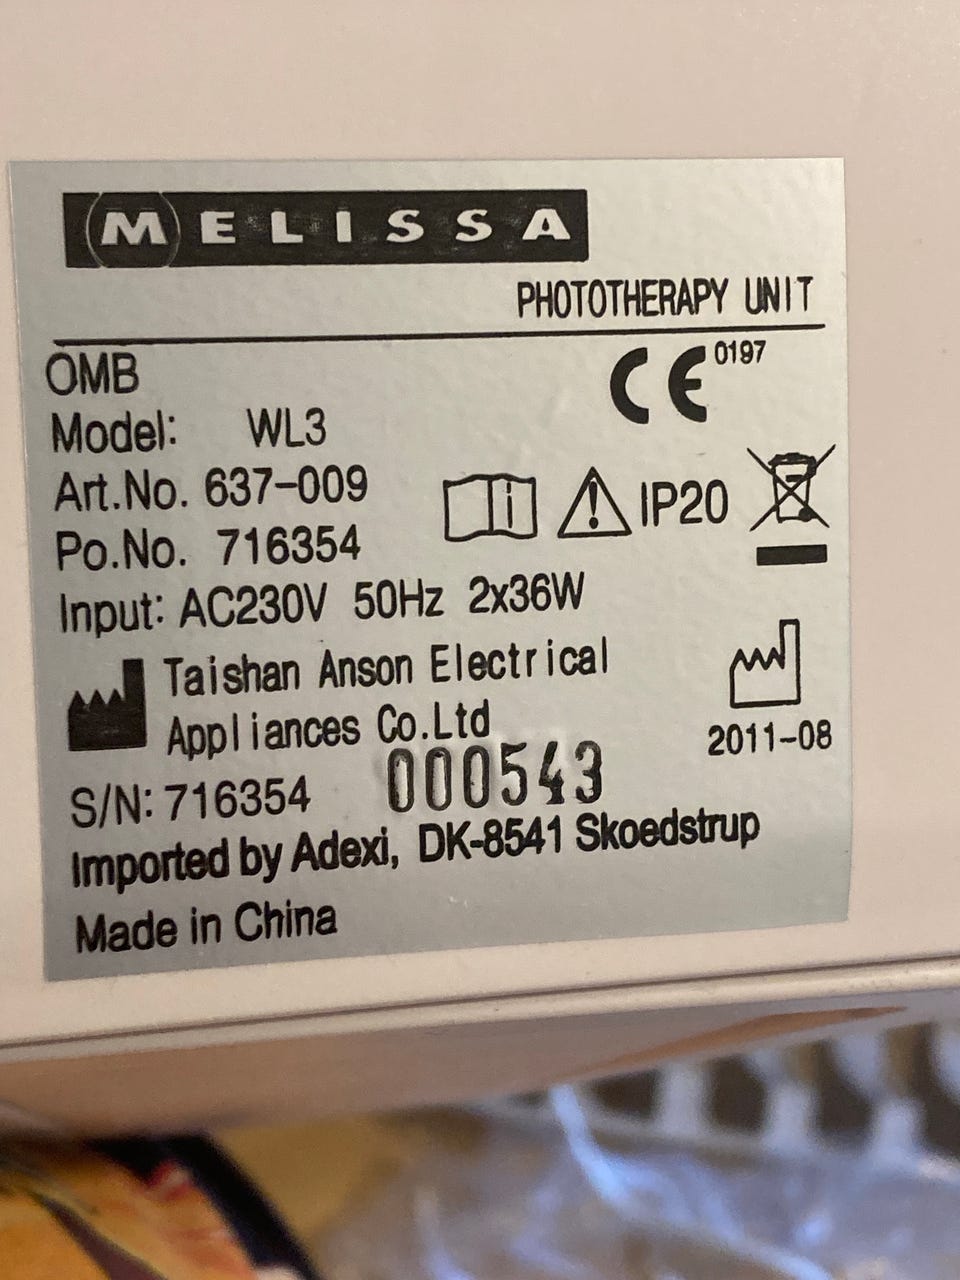 MELISSA
PHOTOTHERAPY UNIT
OMB
CE 0197
Model: WL3
Art.No. 637-009
IP20
Po.No. 716354
Input: AC230V 50Hz 2x36W
Taishan Anson Electrical
Appliances Co.Ltd
2011-08
S/N: 716354 000543
Imported by Adexi, DK-8541 Skoedstrup
Made in China